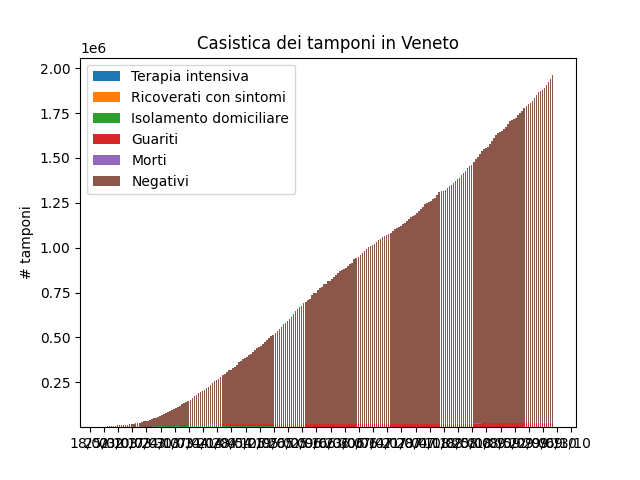 Casistica dei tamponi in Veneto
1e6
2.00
1.75
1.50
1.25
1.00
0.75
0.50
0.25
# tamponi
Terapia intensiva
Ricoverati con sintomi
Isolamento domiciliare
Guariti
Morti
Negativi